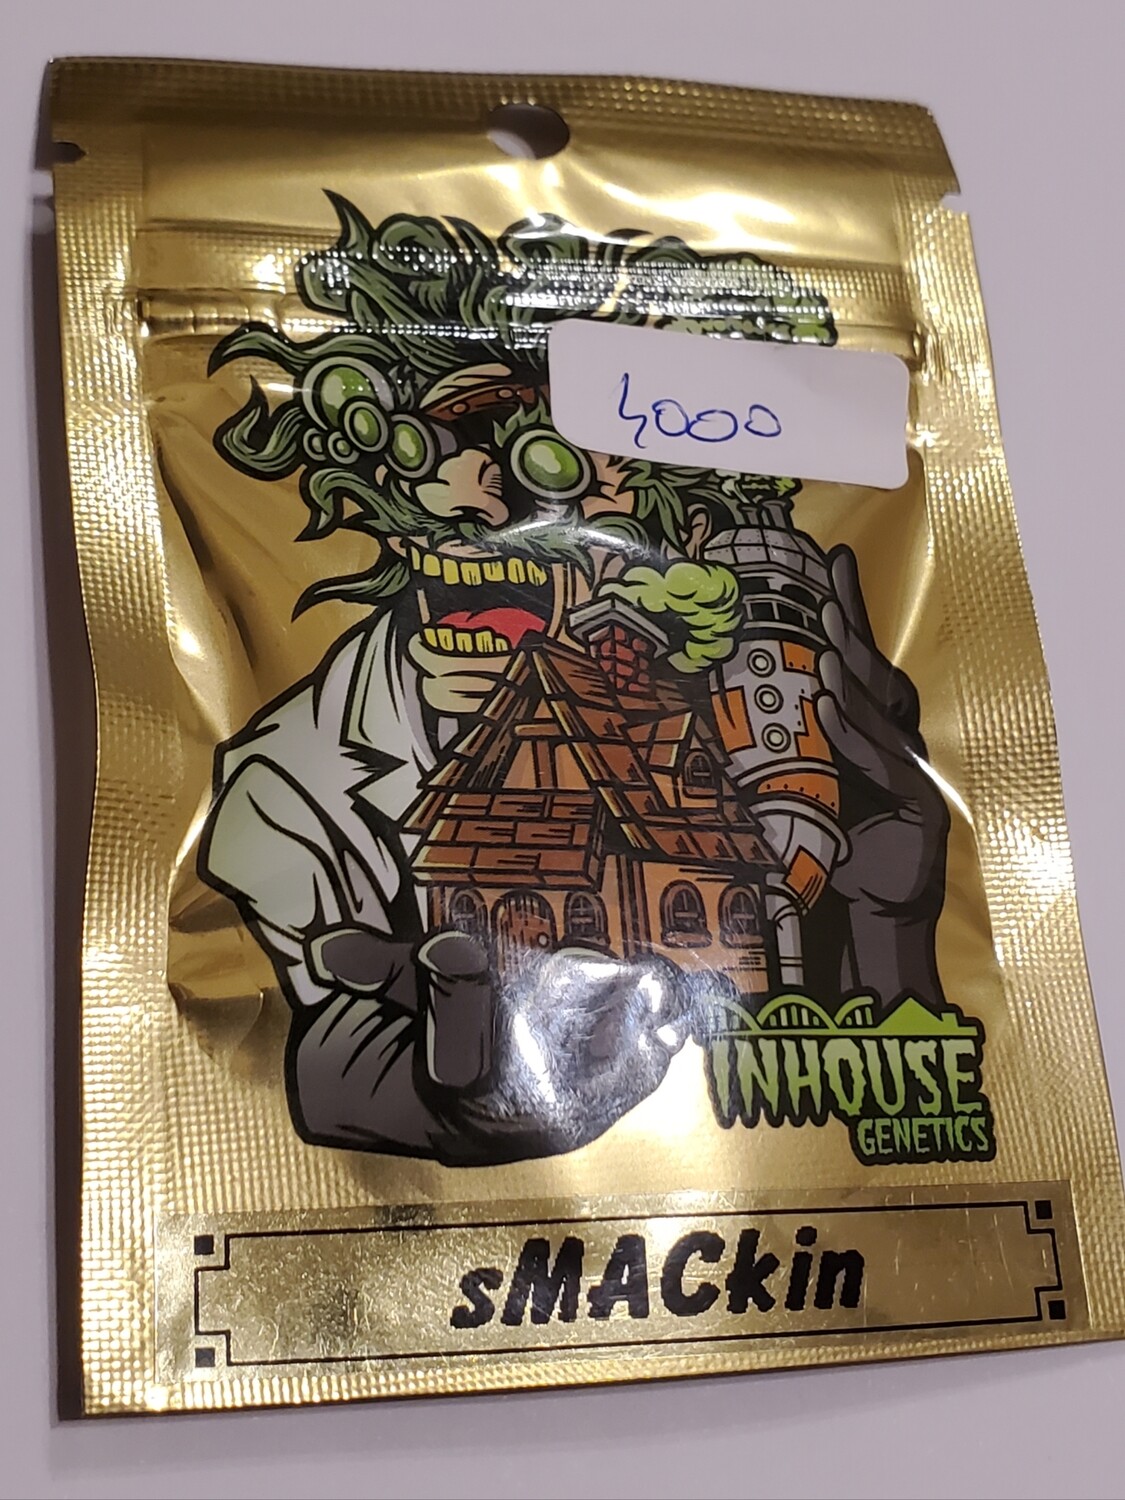 4000
INHOUSE
GENETICS
sMACkin